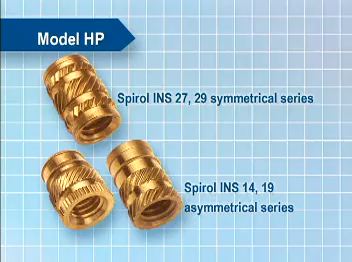 Model HP
Spirol INS 27, 29 symmetrical series
Spirol INS 14, 19
asymmetrical series